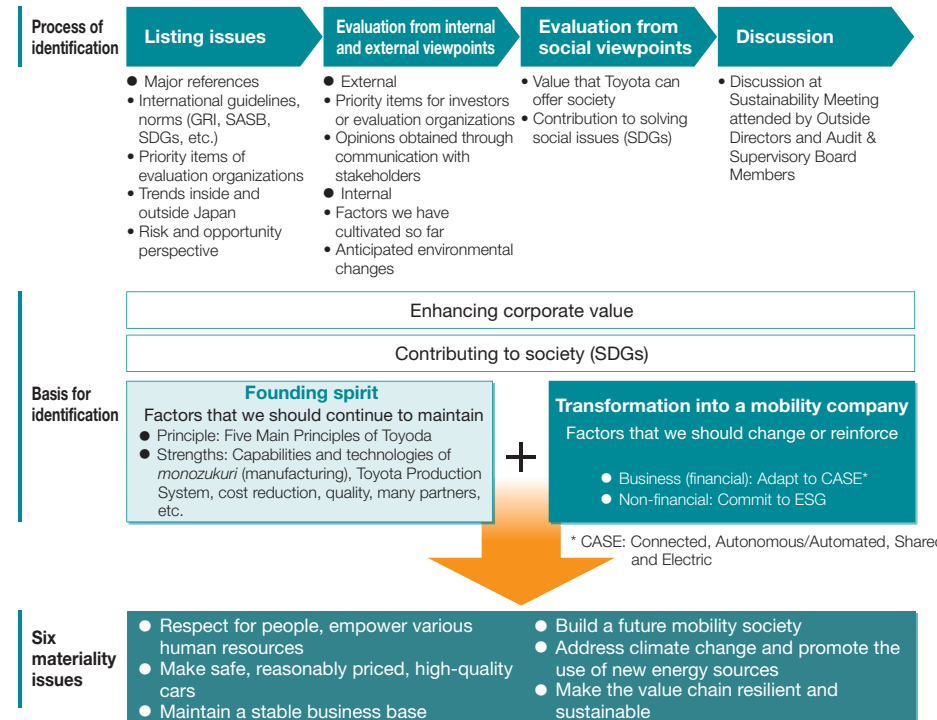 Process of
identification
Listing issues
Evaluation from internal
and external viewpoints
Evaluation from
social viewpoints
Discussion
● Major references
• International guidelines,
norms (GRI, SASB,
SDGs, etc.)
• Priority items of
evaluation organizations
• Trends inside and
outside Japan
• Risk and opportunity
perspective
● External
• Priority items for investors
or evaluation organizations
• Opinions obtained through
communication with
stakeholders
● Internal
• Factors we have
cultivated so far
• Anticipated environmental
changes
• Value that Toyota can
offer society
• Contribution to solving
social issues (SDGs)
• Discussion at
Sustainability Meeting
attended by Outside
Directors and Audit &
Supervisory Board
Members
Basis for
identification
Enhancing corporate value
Contributing to society (SDGs)
Founding spirit
Factors that we should continue to maintain
● Principle: Five Main Principles of Toyoda
● Strengths: Capabilities and technologies of
monozukuri (manufacturing), Toyota Production
System, cost reduction, quality, many partners,
etc.
+
Transformation into a mobility company
Factors that we should change or reinforce
● Business (financial): Adapt to CASE*
● Non-financial: Commit to ESG
* CASE: Connected, Autonomous/Automated, Shared
and Electric
Six
materiality
issues
● Respect for people, empower various
human resources
● Make safe, reasonably priced, high-quality
cars
● Maintain a stable business base
● Build a future mobility society
● Address climate change and promote the
use of new energy sources
● Make the value chain resilient and
sustainable